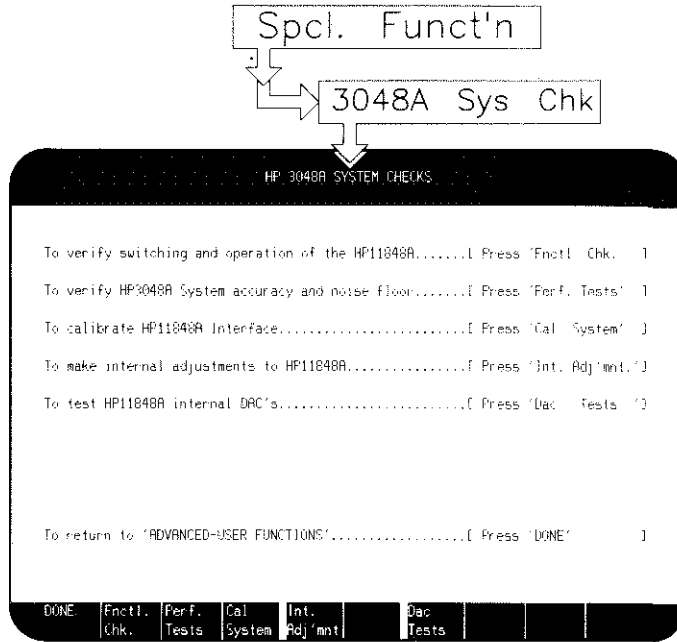 Spcl. Funct'n
3048A Sys Chk
HP 3048A SYSTEM CHECKS
To verify switching and operation of the HP11848A.......[ Press 'Fnctl Chk. ]
To verify HP3048A System accuracy and noise floor.......[ Press 'Perf. Tests' ]
To calibrate HP11848A Interface.........................[ Press 'Cal System' ]
To make internal adjustments to HP11848A................[ Press 'Int. Adj'mnt.']
To test HP11848A internal DAC's.........................[ Press 'Dac Tests ']
To return to 'ADVANCED-USER FUNCTIONS'..................[ Press 'DONE' ]
DONE Fnctl. Perf. Cal Int. Dac
Chk. Tests System Adj'mnt Tests